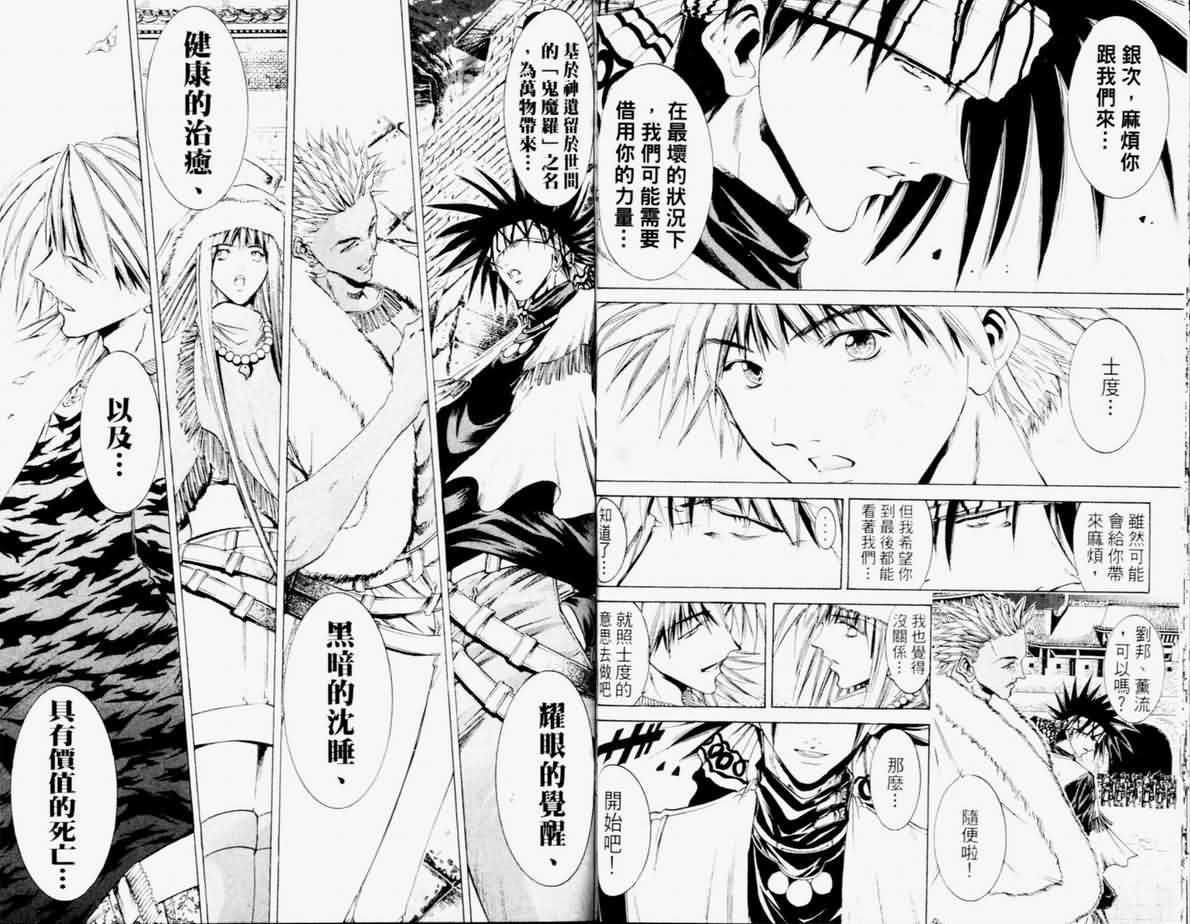 銀次，麻煩你
跟我們來…
在最壞的狀況下
，我們可能需要
借用你的力量…
士度…
雖然可能
會給你帶
來麻煩，
但我希望你
到最後都能
看著我們…
…
知道了…
劉邦、薰流
，可以嗎？
隨便啦！
我也覺得
沒關係…
就照士度的
意思去做吧
那麼…
開始吧！
基於神遺留於世間
的「鬼魔羅」之名
，為萬物帶來…
耀眼的覺醒、
黑暗的沈睡、
健康的治癒、
以及…
具有價值的死亡…